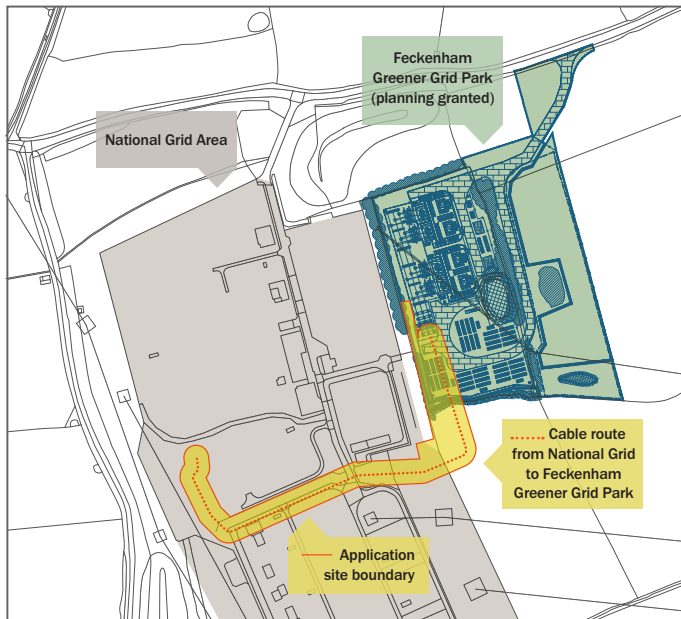 Feckenham
Greener Grid Park
(planning granted)
National Grid Area
Cable route
from National Grid
to Feckenham
Greener Grid Park
Application
site boundary